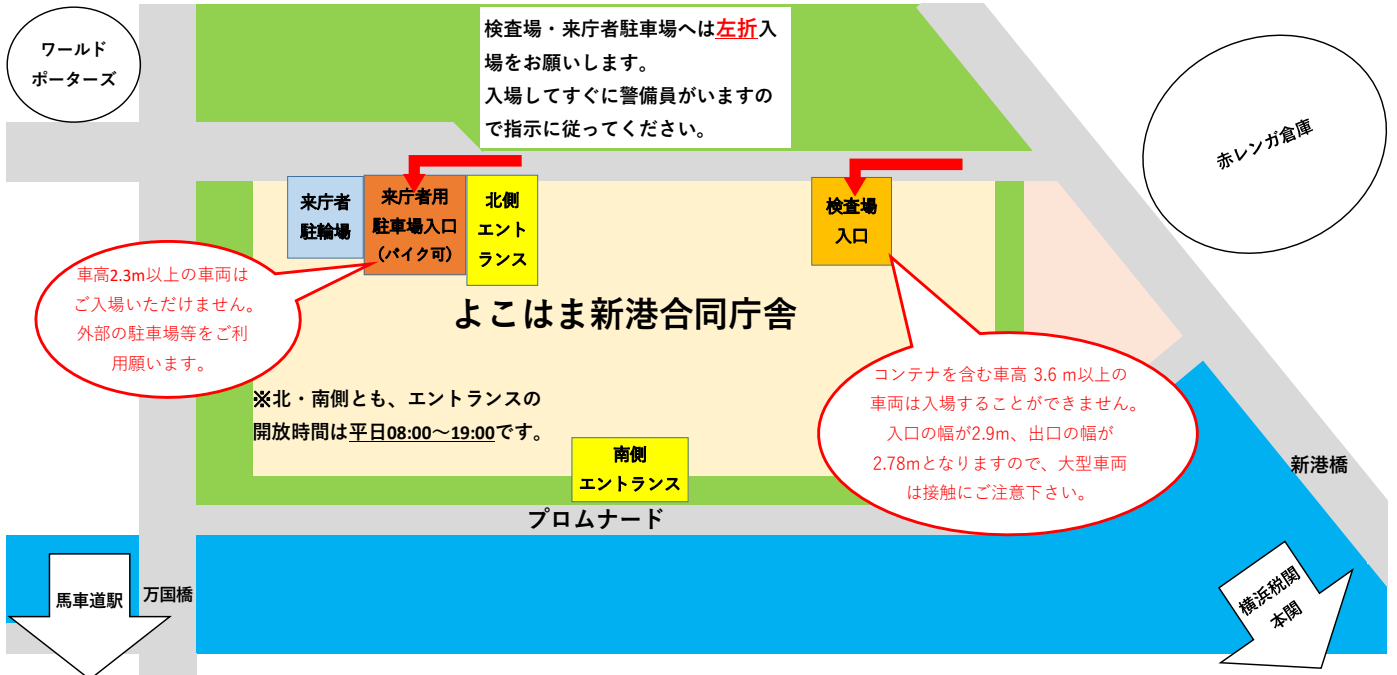 ワールド
ポーターズ
検査場・来庁者駐車場へは左折入
場をお願いします。
入場してすぐに警備員がいますの
で指示に従ってください。
赤レンガ倉庫
来庁者
駐輪場
来庁者用
駐車場入口
(バイク可)
北側
エント
ランス
検査場
入口
車高2.3m以上の車両は
ご入場いただけません。
外部の駐車場等をご利
用願います。
よこはま新港合同庁舎
コンテナを含む車高 3.6 m以上の
車両は入場することができません。
入口の幅が2.9m、出口の幅が
2.78mとなりますので、大型車両
は接触にご注意下さい。
※北・南側とも、エントランスの
開放時間は平日08:00～19:00です。
南側
エントランス
新港橋
プロムナード
馬車道駅
万国橋
横浜税関
本関